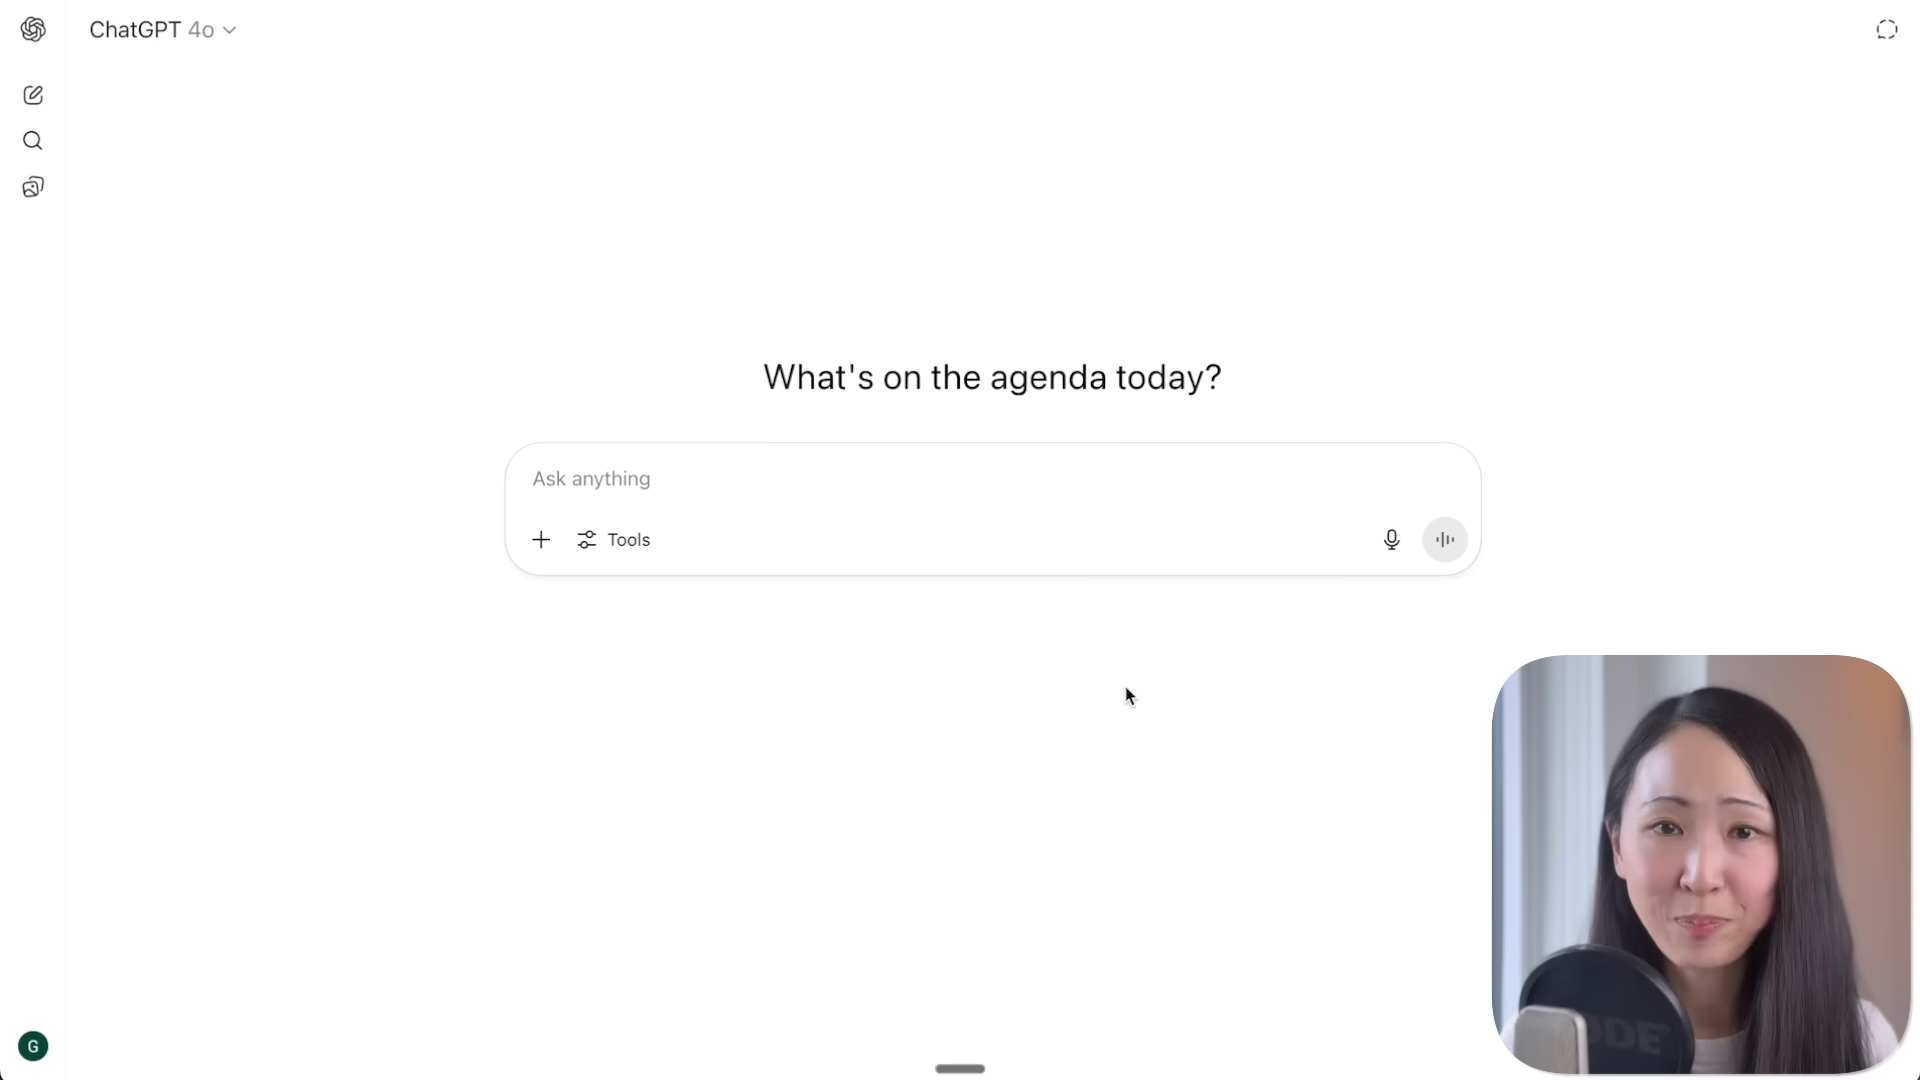 ChatGPT 4o
What's on the agenda today?
Ask anything
Tools
G